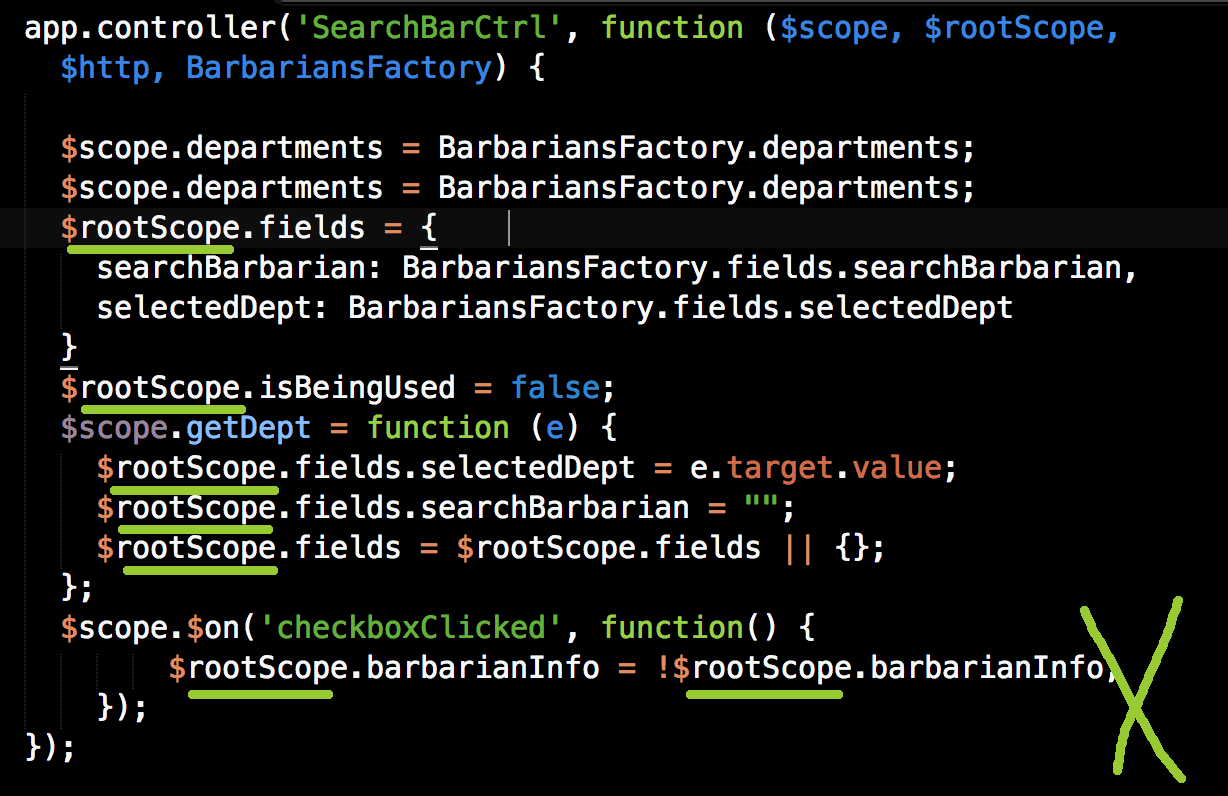 app.controller('SearchBarCtrl', function ($scope, $rootScope,
$http, BarbariansFactory) {
$scope.departments = BarbariansFactory.departments;
$scope.departments = BarbariansFactory.departments;
$rootScope.fields = {
searchBarbarian: BarbariansFactory.fields.searchBarbarian,
selectedDept: BarbariansFactory.fields.selectedDept
}
$rootScope.isBeingUsed = false;
$scope.getDept = function (e) {
$rootScope.fields.selectedDept = e.target.value;
$rootScope.fields.searchBarbarian = "";
$rootScope.fields = $rootScope.fields || {};
};
$scope.$on('checkboxClicked', function() {
$rootScope.barbarianInfo = !$rootScope.barbarianInfo;
});
});
X